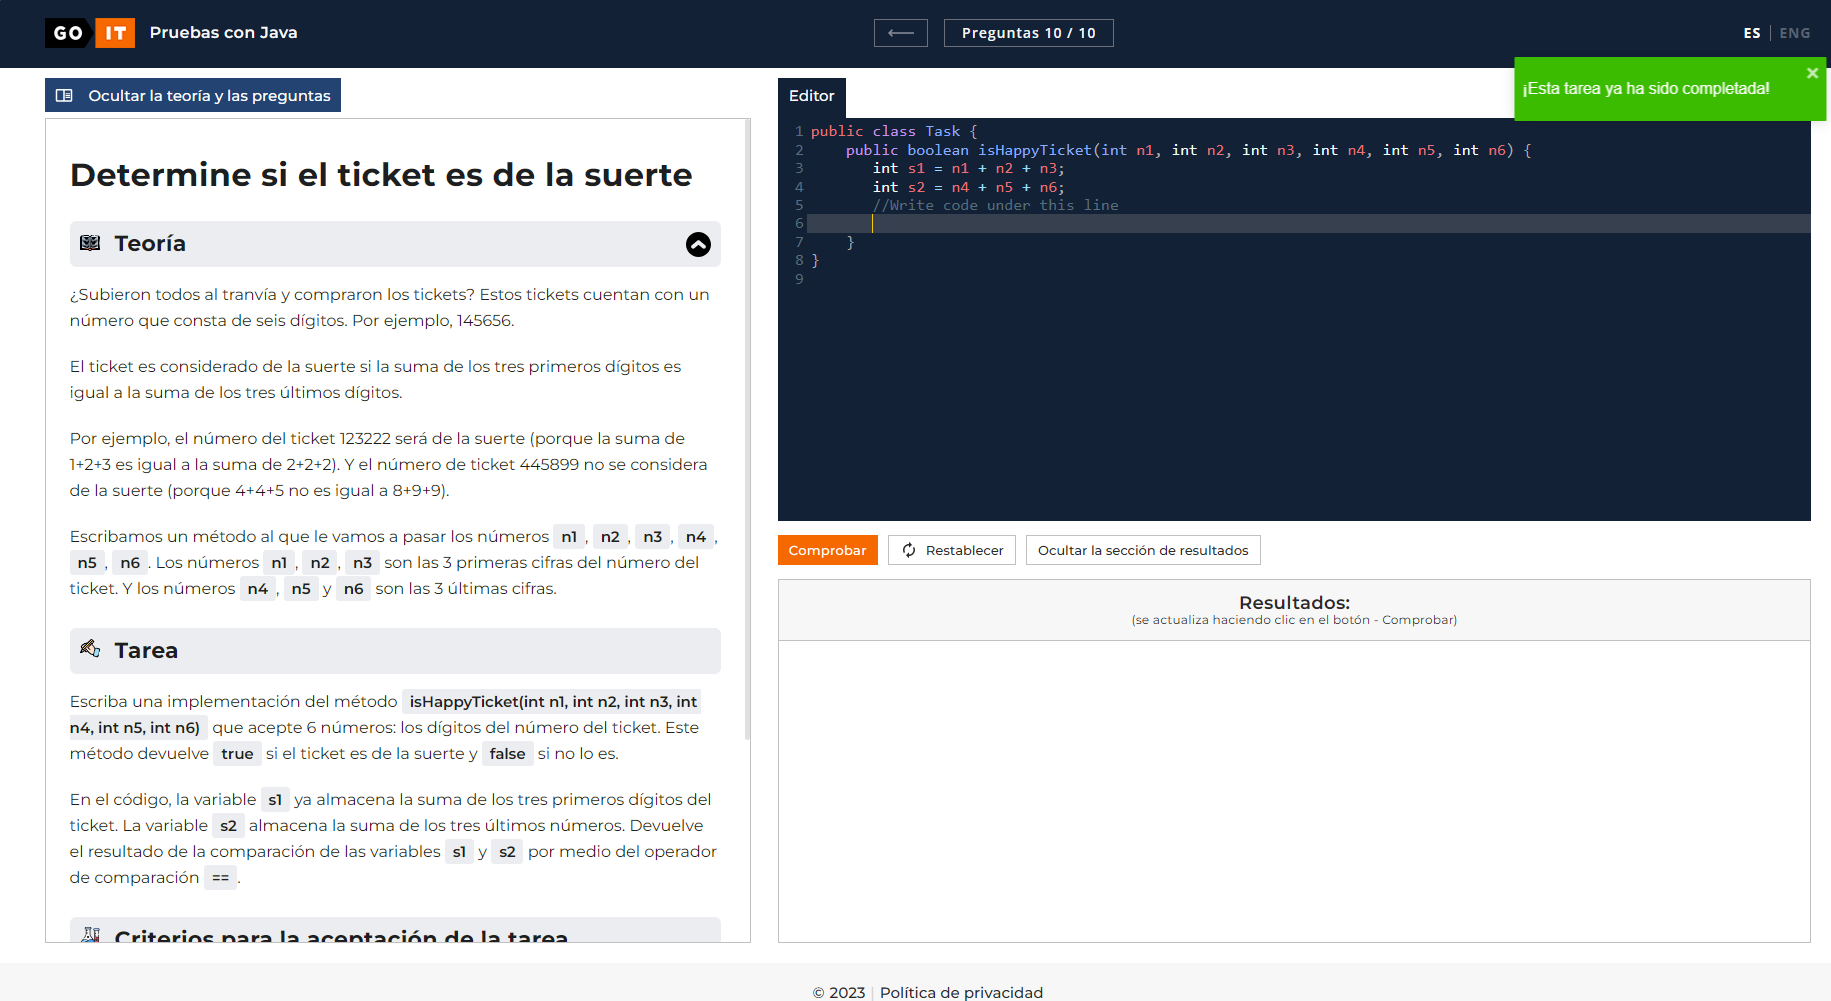 GO IT Pruebas con Java
Preguntas 10 / 10
ES | ENG
¡Esta tarea ya ha sido completada!
Ocultar la teoría y las preguntas
Determine si el ticket es de la suerte
Teoría
¿Subieron todos al tranvía y compraron los tickets? Estos tickets cuentan con un
número que consta de seis dígitos. Por ejemplo, 145656.
El ticket es considerado de la suerte si la suma de los tres primeros dígitos es
igual a la suma de los tres últimos dígitos.
Por ejemplo, el número del ticket 123222 será de la suerte (porque la suma de
1+2+3 es igual a la suma de 2+2+2). Y el número de ticket 445899 no se considera
de la suerte (porque 4+4+5 no es igual a 8+9+9).
Escribamos un método al que le vamos a pasar los números n1, n2, n3, n4,
n5, n6. Los números n1, n2, n3 son las 3 primeras cifras del número del
ticket. Y los números n4, n5 y n6 son las 3 últimas cifras.
Tarea
Escriba una implementación del método isHappyTicket(int n1, int n2, int n3, int
n4, int n5, int n6) que acepte 6 números: los dígitos del número del ticket. Este
método devuelve true si el ticket es de la suerte y false si no lo es.
En el código, la variable s1 ya almacena la suma de los tres primeros dígitos del
ticket. La variable s2 almacena la suma de los tres últimos números. Devuelve
el resultado de la comparación de las variables s1 y s2 por medio del operador
de comparación ==.
Criterios para la aceptación de la tarea
Editor
1 public class Task {
2     public boolean isHappyTicket(int n1, int n2, int n3, int n4, int n5, int n6) {
3        int s1 = n1 + n2 + n3;
4        int s2 = n4 + n5 + n6;
5        //Write code under this line
6
7     }
8 }
9
Comprobar
Restablecer
Ocultar la sección de resultados
Resultados:
(se actualiza haciendo clic en el botón - Comprobar)
© 2023 | Política de privacidad